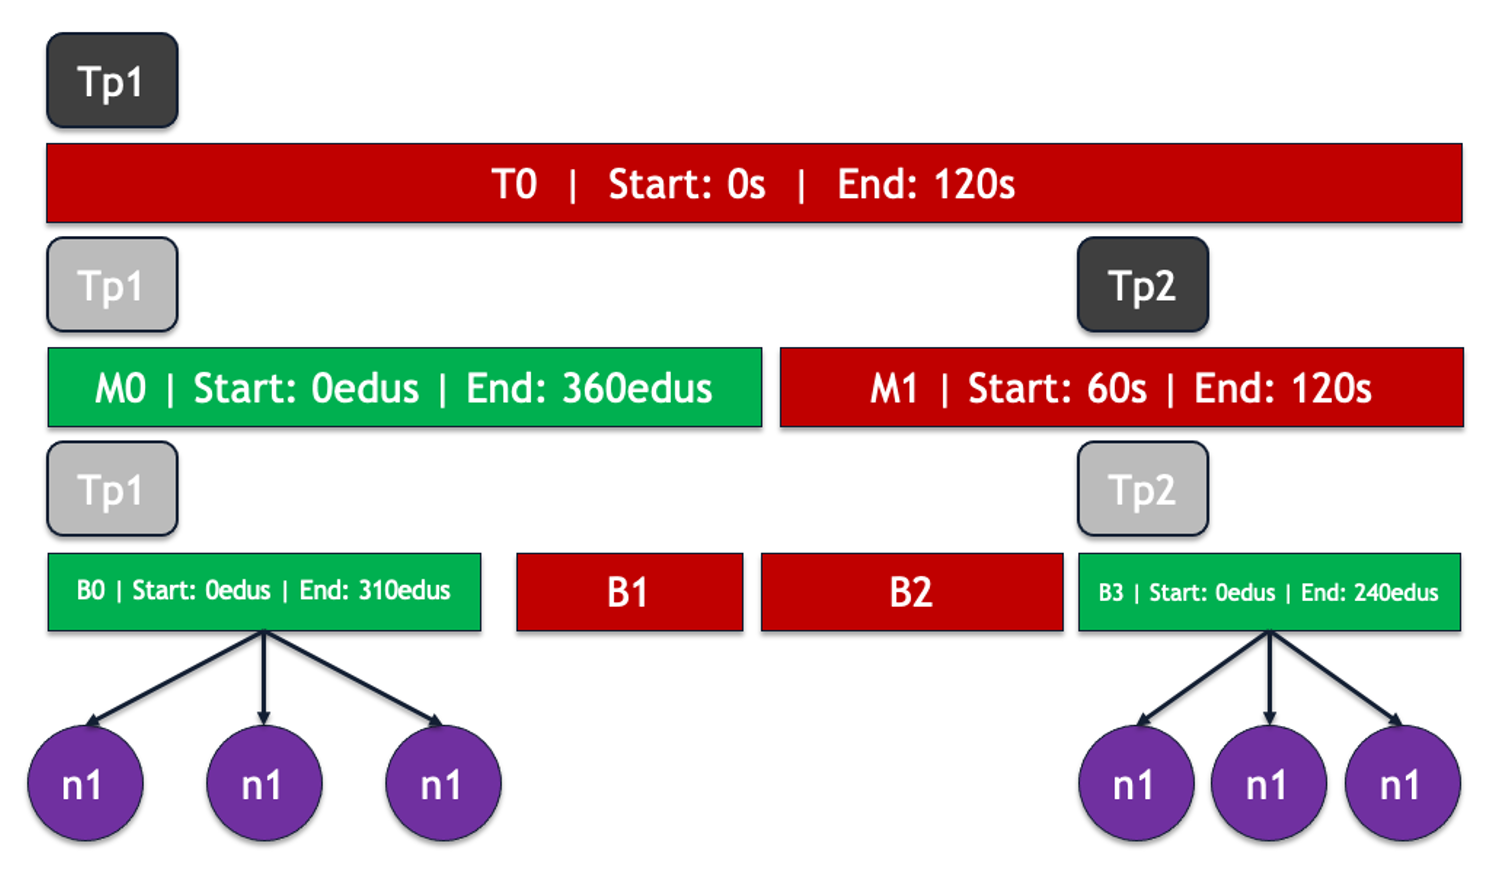 Tp1
T0 | Start: 0s | End: 120s
Tp1
Tp2
M0 | Start: 0edus | End: 360edus
M1 | Start: 60s | End: 120s
Tp1
Tp2
B0 | Start: 0edus | End: 310edus
B1
B2
B3 | Start: 0edus | End: 240edus
n1
n1
n1
n1
n1
n1